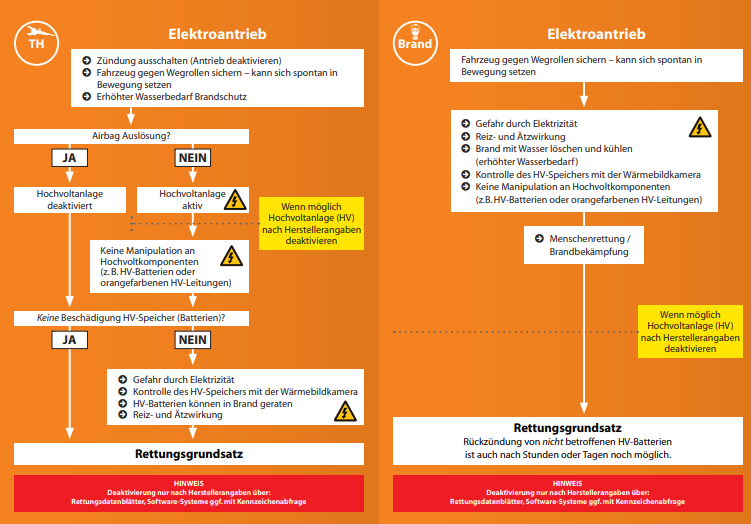 TH
Elektroantrieb
Zündung ausschalten (Antrieb deaktivieren)
Fahrzeug gegen Wegrollen sichern – kann sich spontan in
Bewegung setzen
Erhöhter Wasserbedarf Brandschutz
Airbag Auslösung?
JA
NEIN
Hochvoltanlage
deaktiviert
Hochvoltanlage
aktiv
Wenn möglich
Hochvoltanlage (HV)
nach Herstellerangaben
deaktivieren
Keine Manipulation an
Hochvoltkomponenten
(z.B. HV-Batterien oder
orangefarbenen HV-Leitungen)
Keine Beschädigung HV-Speicher (Batterien)?
JA
NEIN
Gefahr durch Elektrizität
Kontrolle des HV-Speichers mit der Wärmebildkamera
HV-Batterien können in Brand geraten
Reiz- und Ätzwirkung
Rettungsgrundsatz
HINWEIS
Deaktivierung nur nach Herstellerangaben über:
Rettungsdatenblätter, Software-Systeme ggf. mit Kennzeichenabfrage
Brand
Elektroantrieb
Fahrzeug gegen Wegrollen sichern – kann sich spontan in
Bewegung setzen
Gefahr durch Elektrizität
Reiz- und Ätzwirkung
Brand mit Wasser löschen und kühlen
(erhöhter Wasserbedarf)
Kontrolle des HV-Speichers mit der Wärmebildkamera
Keine Manipulation an Hochvoltkomponenten
(z.B. HV-Batterien oder orangefarbenen HV-Leitungen)
Menschenrettung /
Brandbekämpfung
Wenn möglich
Hochvoltanlage (HV)
nach Herstellerangaben
deaktivieren
Rettungsgrundsatz
Rückzündung von nicht betroffenen HV-Batterien
ist auch nach Stunden oder Tagen noch möglich.
HINWEIS
Deaktivierung nur nach Herstellerangaben über:
Rettungsdatenblätter, Software-Systeme ggf. mit Kennzeichenabfrage